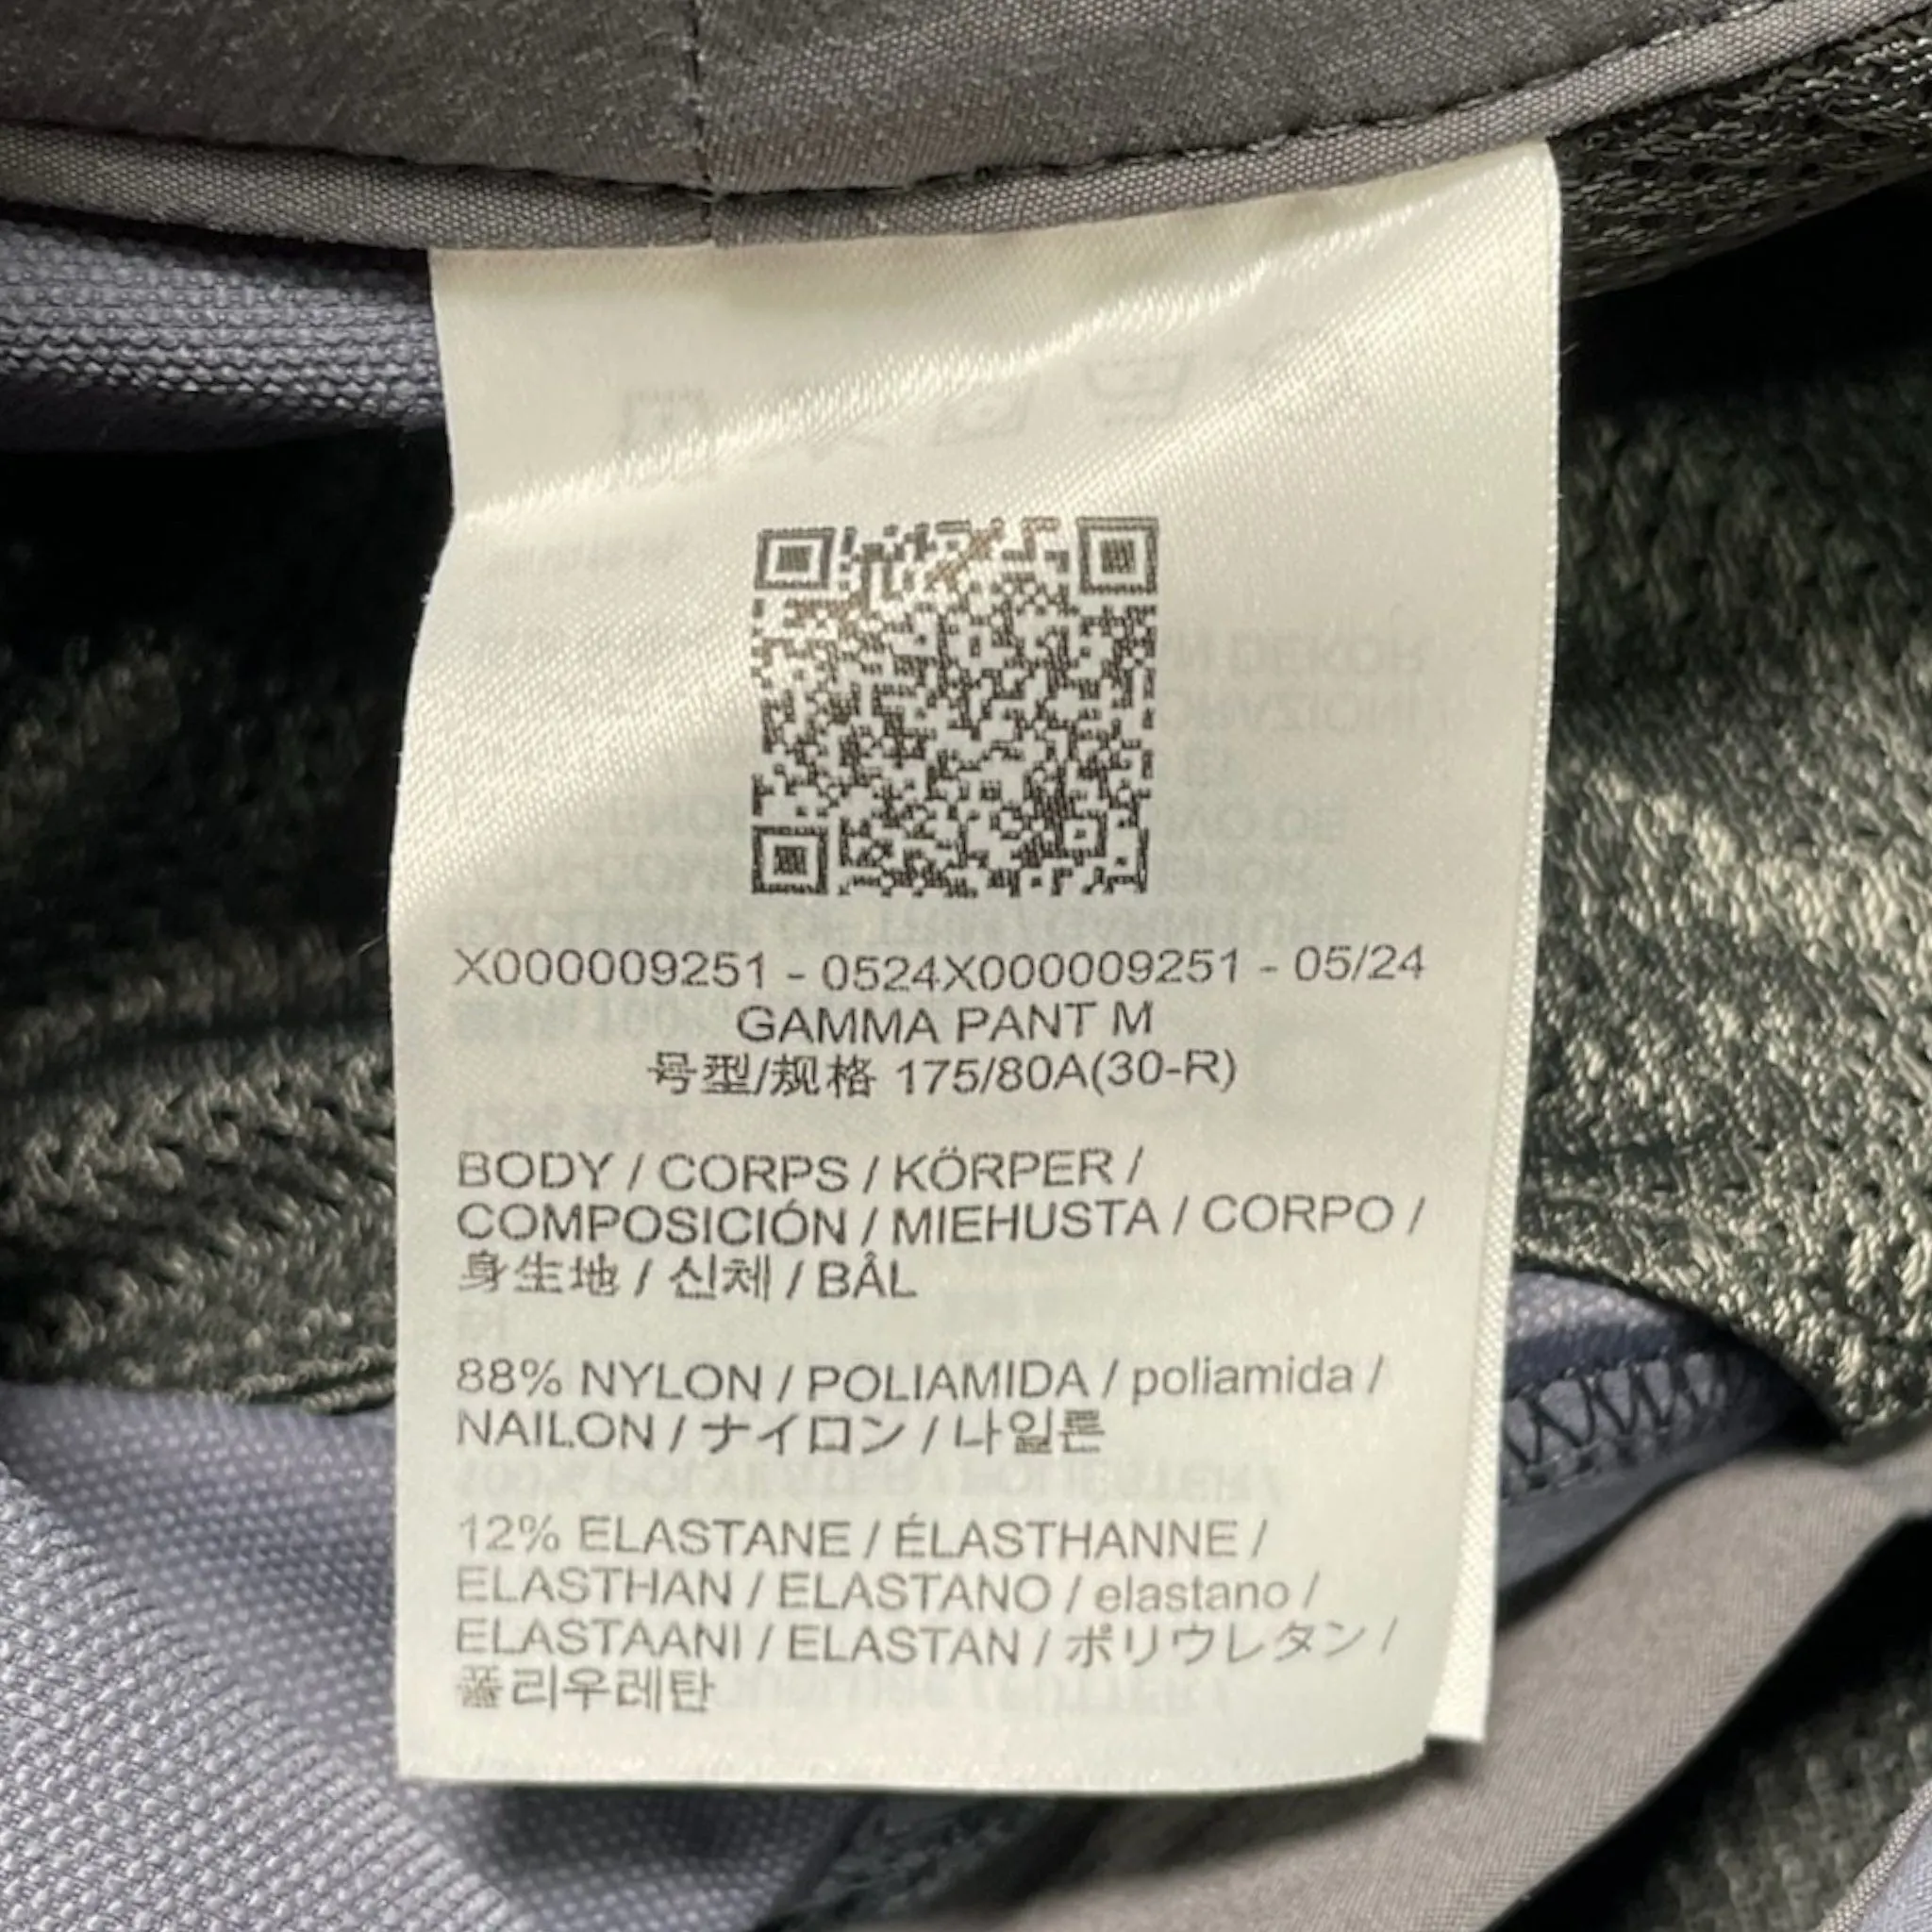 X000009251 - 0524X000009251 - 05/24
GAMMA PANT M
号型/规格 175/80A(30-R)
BODY / CORPS / KÖRPER /
COMPOSICIÓN / MIEHUSTA / CORPO /
身生地 / 신체 / BÅL
88% NYLON / POLIAMIDA / poliamida /
NAILON / ナイロン / 나일론
12% ELASTANE / ÉLASTHANNE /
ELASTHAN / ELASTANO / elastano /
ELASTAANI / ELASTAN / ポリウレタン /
폴리우레탄